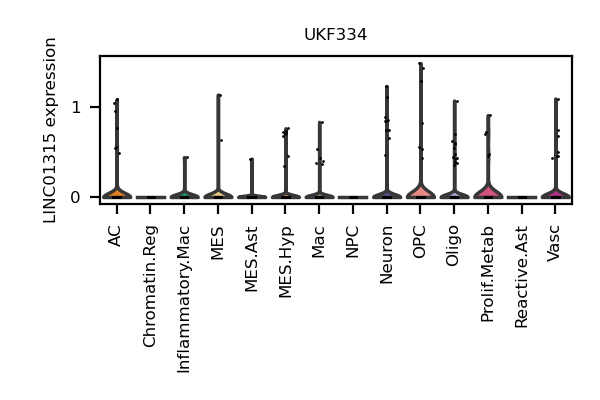 UKF334
LINC01315 expression
1
0
AC
Chromatin.Reg
Inflammatory.Mac
MES
MES.Ast
MES.Hyp
Mac
NPC
Neuron
OPC
Oligo
Prolif.Metab
Reactive.Ast
Vasc